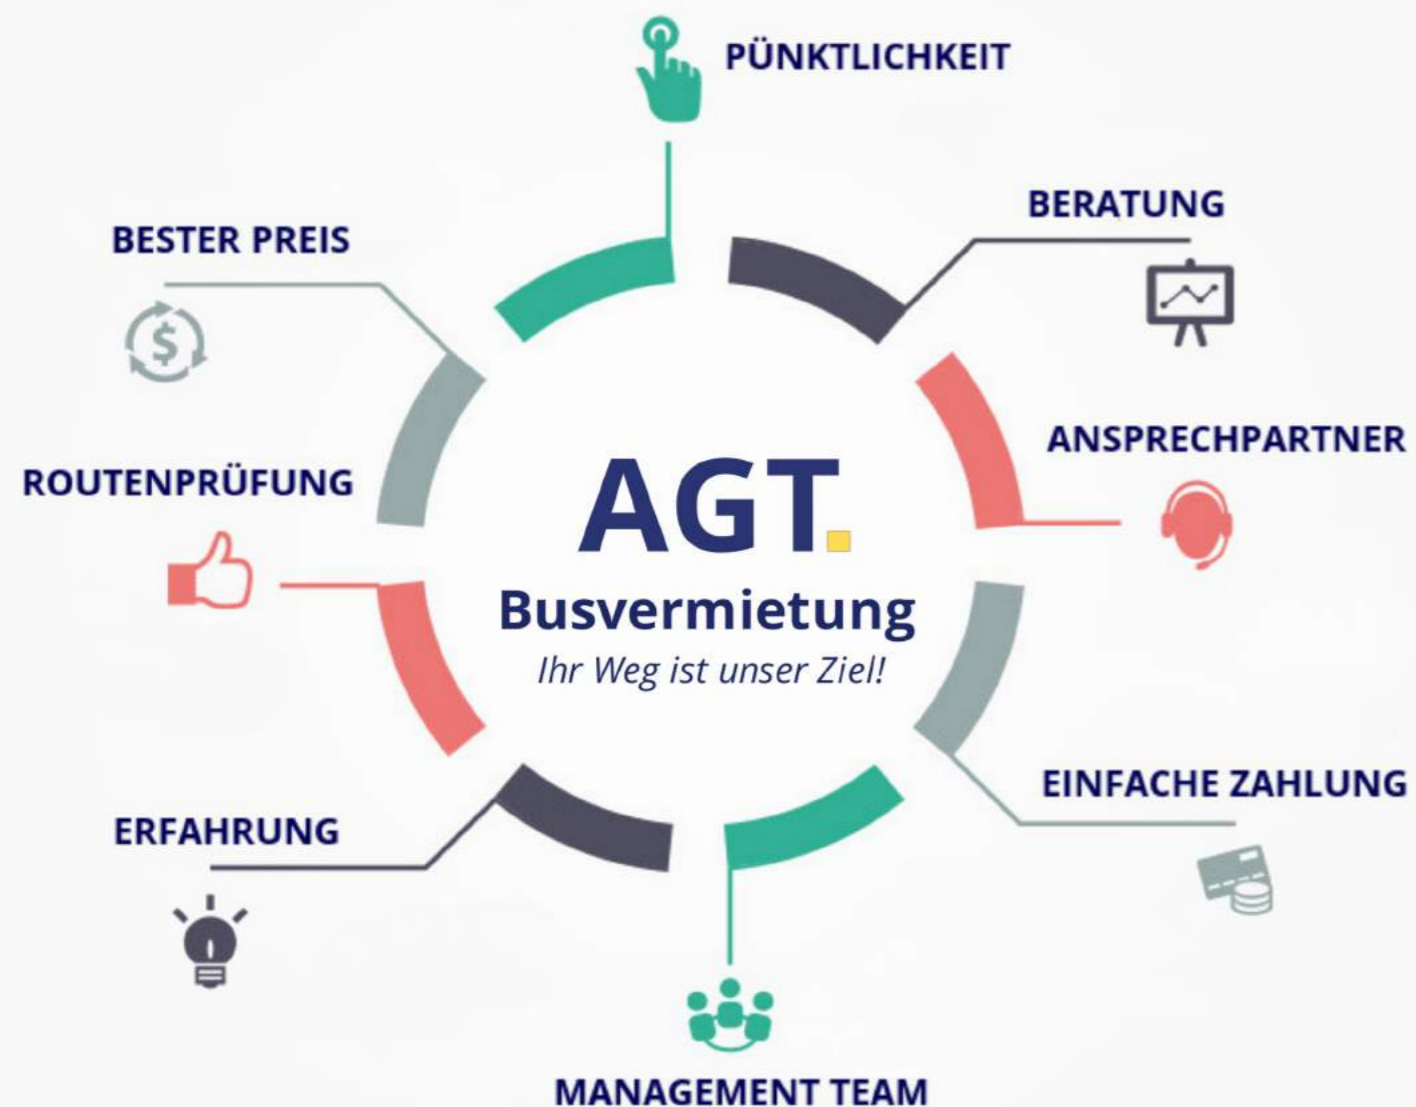 PÜNKTLICHKEIT
BERATUNG
BESTER PREIS
$
ANSPRECHPARTNER
ROUTENPRÜFUNG
AGT.
Busvermietung
Ihr Weg ist unser Ziel!
EINFACHE ZAHLUNG
ERFAHRUNG
MANAGEMENT TEAM